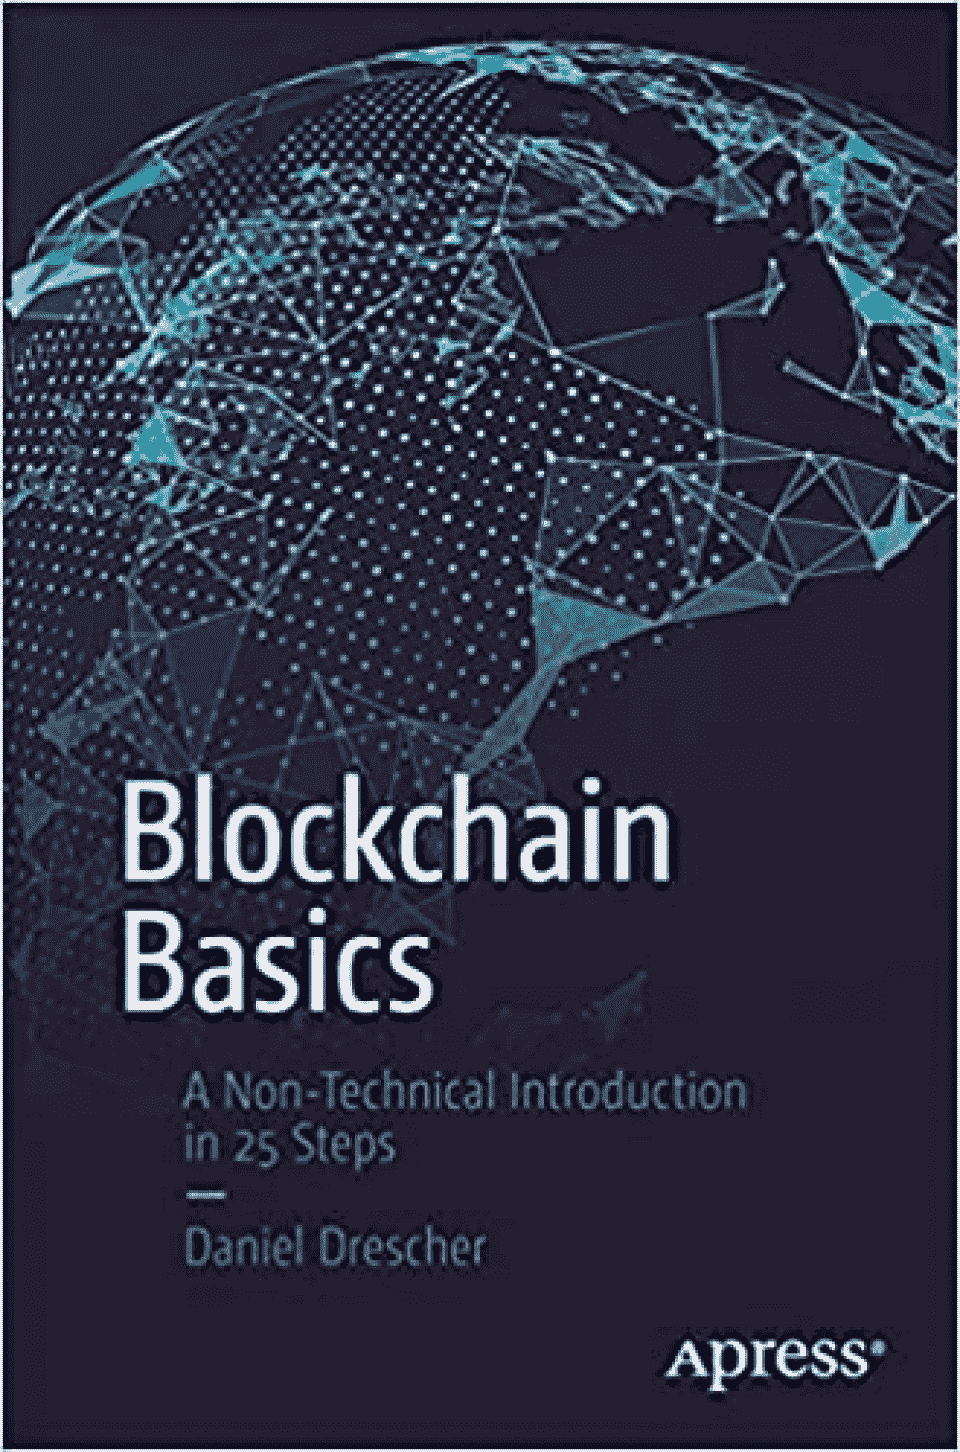 Blockchain
Basics
A Non-Technical Introduction
in 25 Steps
Daniel Drescher
Apress®